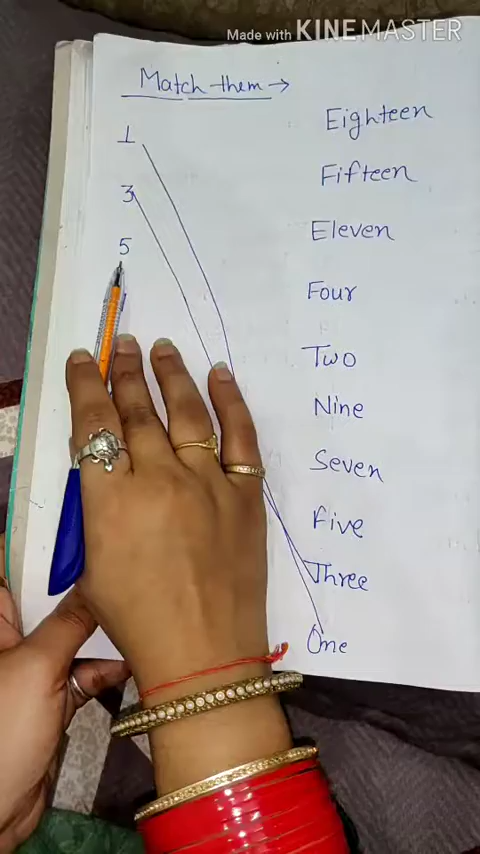 Made with KINEMASTER
Match them →
1
3
5
Eighteen
Fifteen
Eleven
Four
Two
Nine
Seven
Five
Three
One